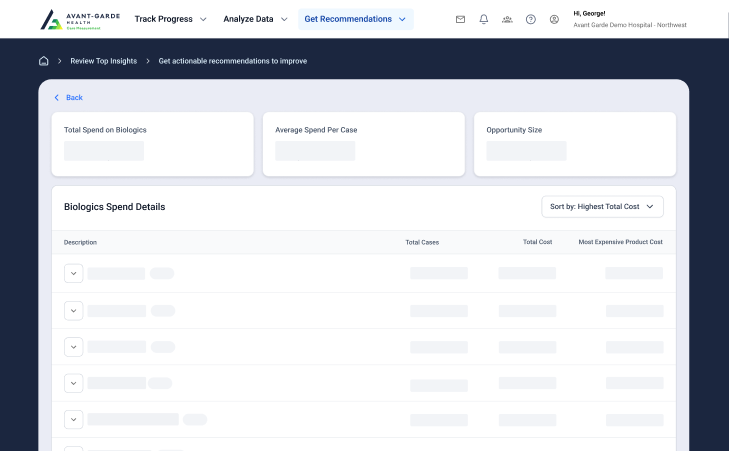 AVANT-GARDE
HEALTH
Care Measurement
Track Progress
Analyze Data
Get Recommendations
Hi, George!
Avant Garde Demo Hospital - Northwest
Review Top Insights
Get actionable recommendations to improve
Back
Total Spend on Biologics
Average Spend Per Case
Opportunity Size
Biologics Spend Details
Sort by: Highest Total Cost
Description
Total Cases
Total Cost
Most Expensive Product Cost